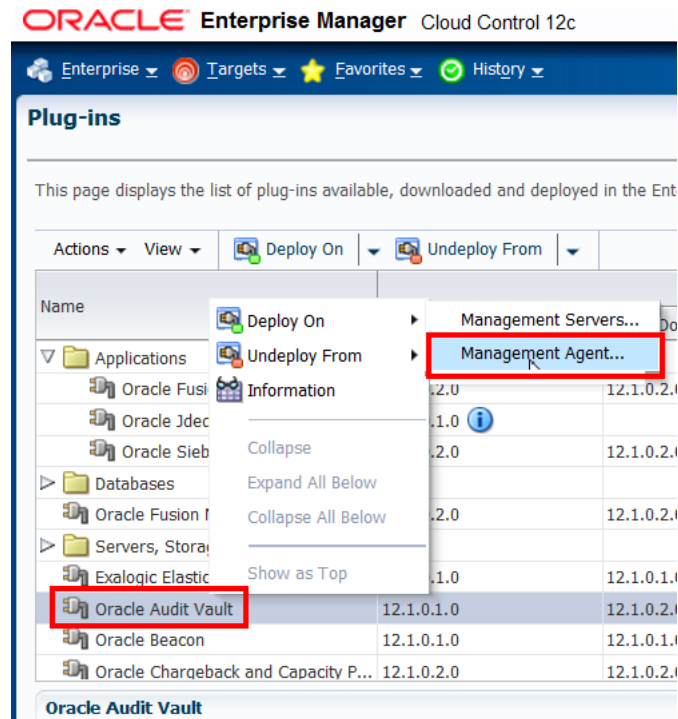 ORACLE Enterprise Manager Cloud Control 12c
Enterprise Targets Favorites History
Plug-ins
This page displays the list of plug-ins available, downloaded and deployed in the Ent
Actions View Deploy On Undeploy From
Name
Deploy On Management Servers... Do
Applications Undeploy From Management Agent...
Oracle Fusi Information .2.0 12.1.0.2.0
Oracle Jdec .1.0
Oracle Sieb Collapse .2.0 12.1.0.2.0
Databases Expand All Below
Oracle Fusion Collapse All Below .2.0 12.1.0.2.0
Servers, Stora
Exalogic Elastic Show as Top .1.0 12.1.0.1.0
Oracle Audit Vault 12.1.0.1.0 12.1.0.2.0
Oracle Beacon 12.1.0.1.0 12.1.0.1.0
Oracle Chargeback and Capacity P... 12.1.0.2.0 12.1.0.2.0
Oracle Audit Vault